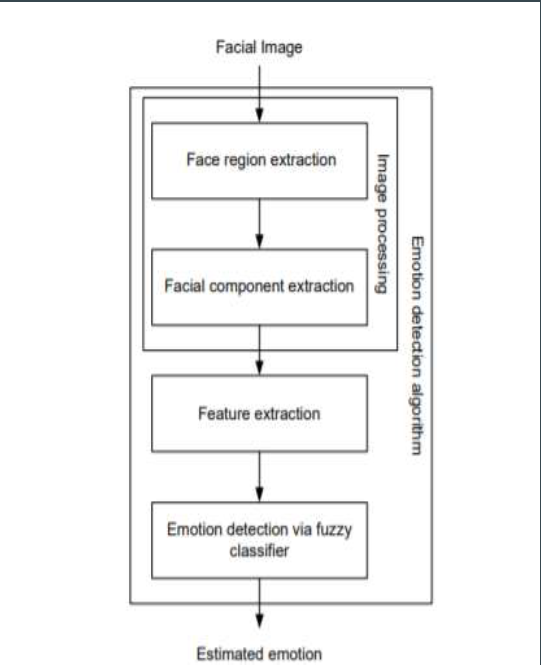 Facial Image
Face region extraction
Image processing
Facial component extraction
Emotion detection algorithm
Feature extraction
Emotion detection via fuzzy
classifier
Estimated emotion